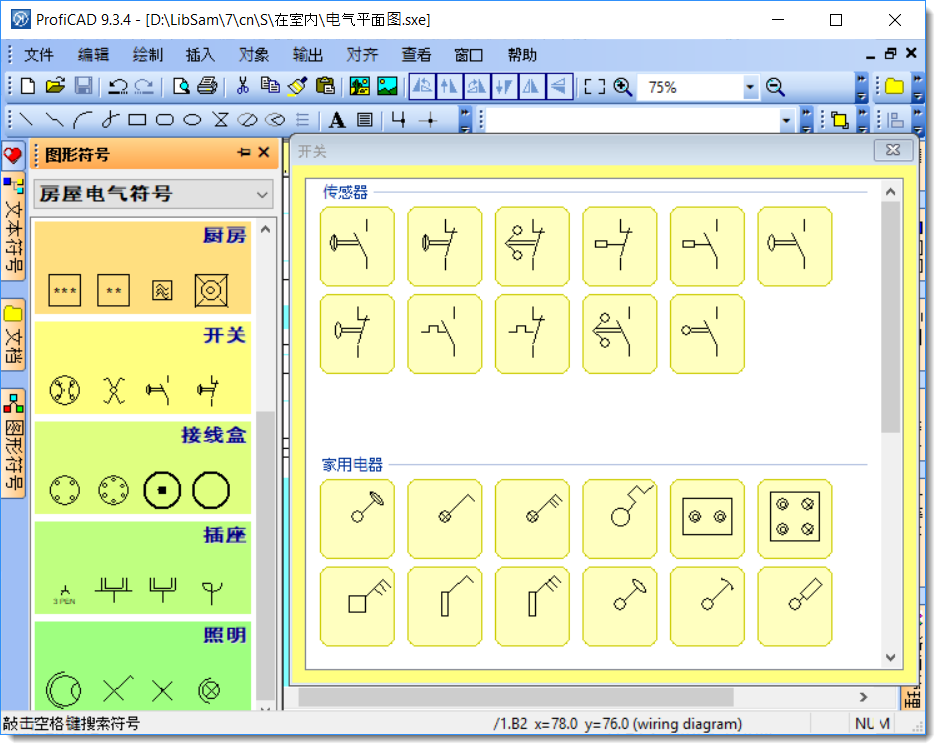 ProfiCAD 9.3.4 - [D:\LibSam\7\cn\S\在室内\电气平面图.sxe]
文件 编辑 绘制 插入 对象 输出 对齐 查看 窗口 帮助
75%
A
图形符号
房屋电气符号
文本符号
文档
图形符号
厨房
*** **
开关
接线盒
插座
3 PEN
照明
开关
传感器
家用电器
理
敲击空格键搜索符号
/1.B2 x=78.0 y=76.0 (wiring diagram)
NUM